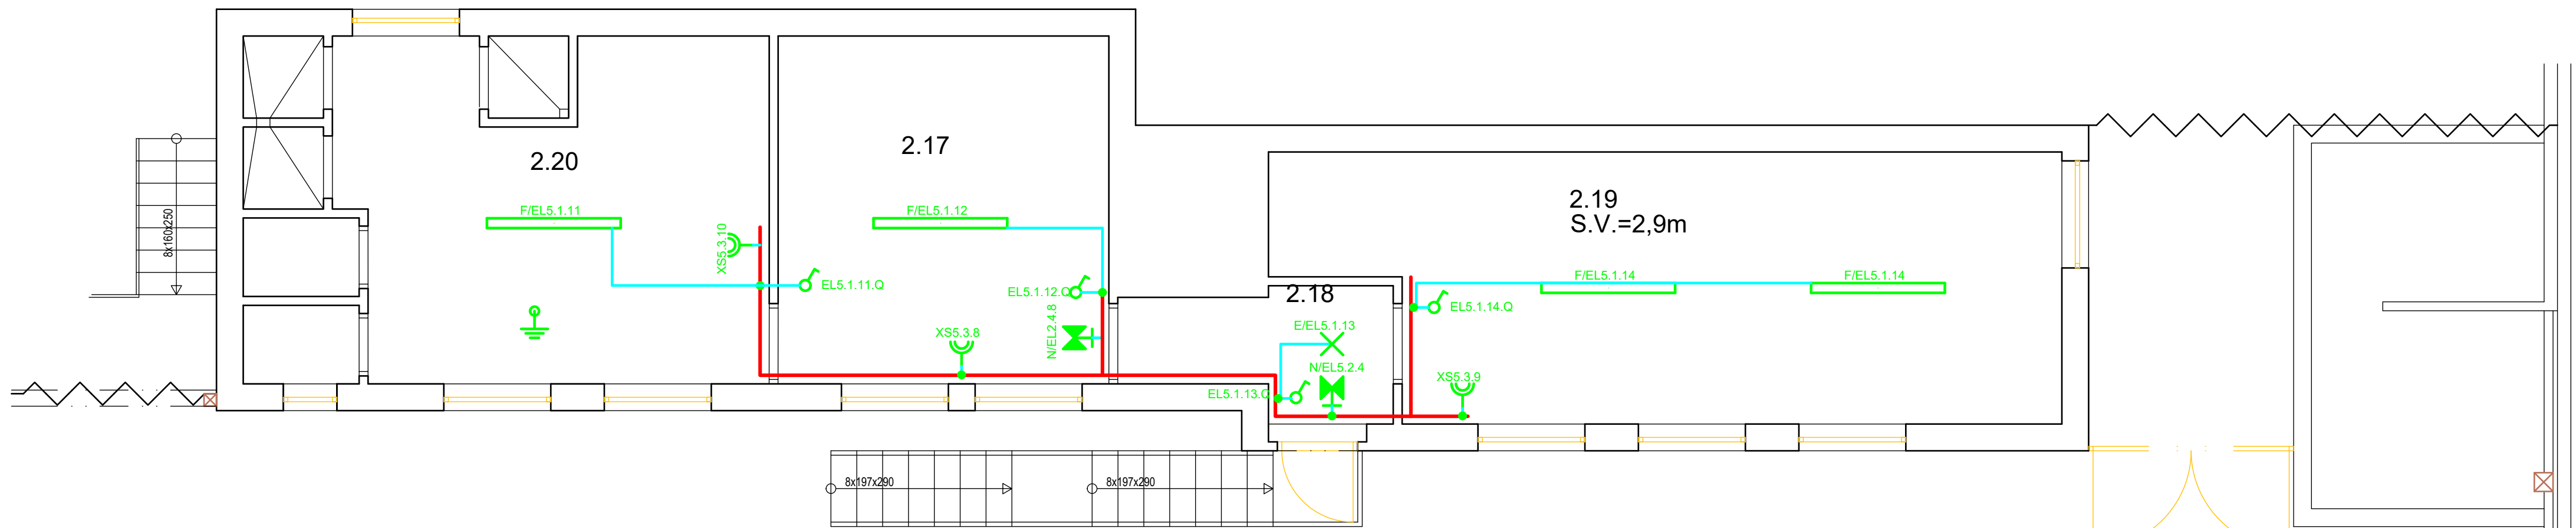 2.17
2.20
2.19
S.V.=2,9m
F/EL5.1.11
F/EL5.1.12
8x160x250
XS5.3.10
EL5.1.11.Q
EL5.1.12.Q
2.18
F/EL5.1.14
F/EL5.1.14
EL5.1.14.Q
N/EL2.4.8
XS5.3.8
E/EL5.1.13
N/EL5.2.4
XS5.3.9
EL5.1.13.Q
8x197x290
8x197x290